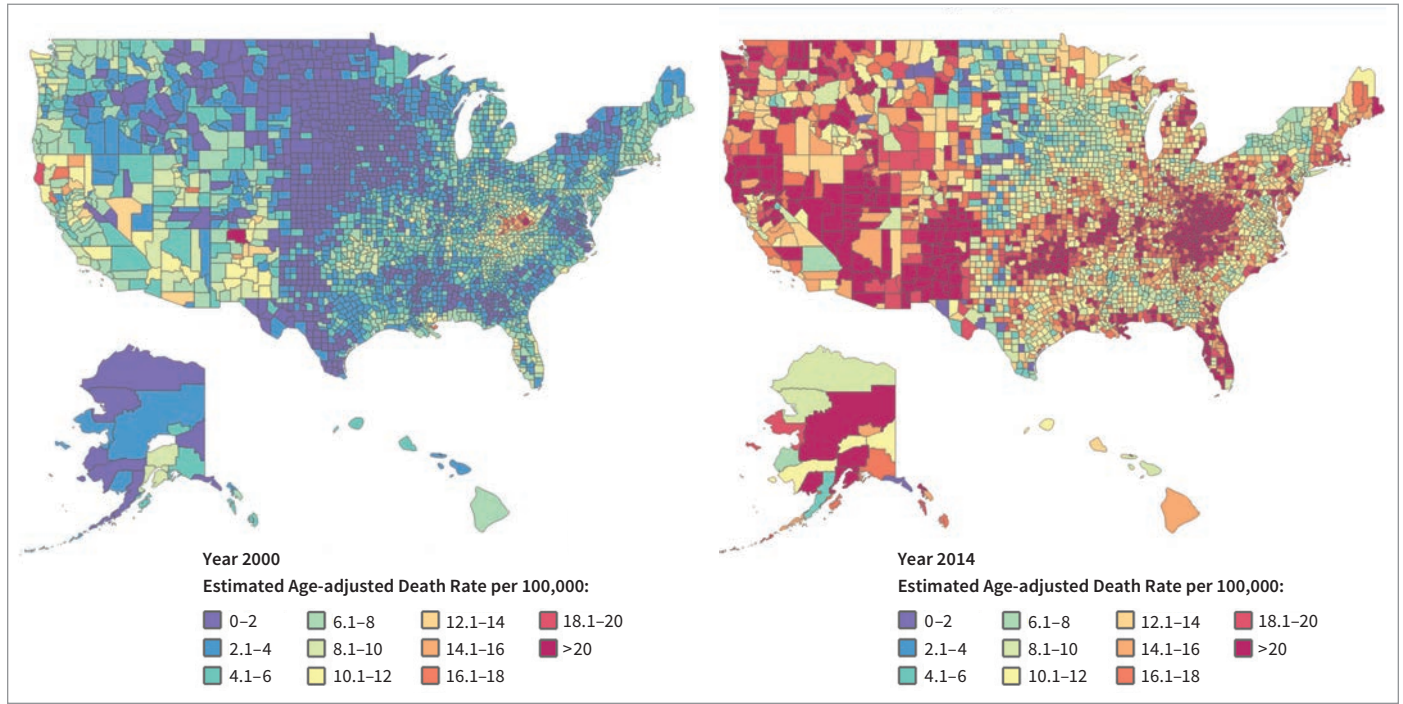 Year 2000
Estimated Age-adjusted Death Rate per 100,000:
0–2 6.1–8 12.1–14 18.1–20
2.1–4 8.1–10 14.1–16 >20
4.1–6 10.1–12 16.1–18
Year 2014
Estimated Age-adjusted Death Rate per 100,000:
0–2 6.1–8 12.1–14 18.1–20
2.1–4 8.1–10 14.1–16 >20
4.1–6 10.1–12 16.1–18